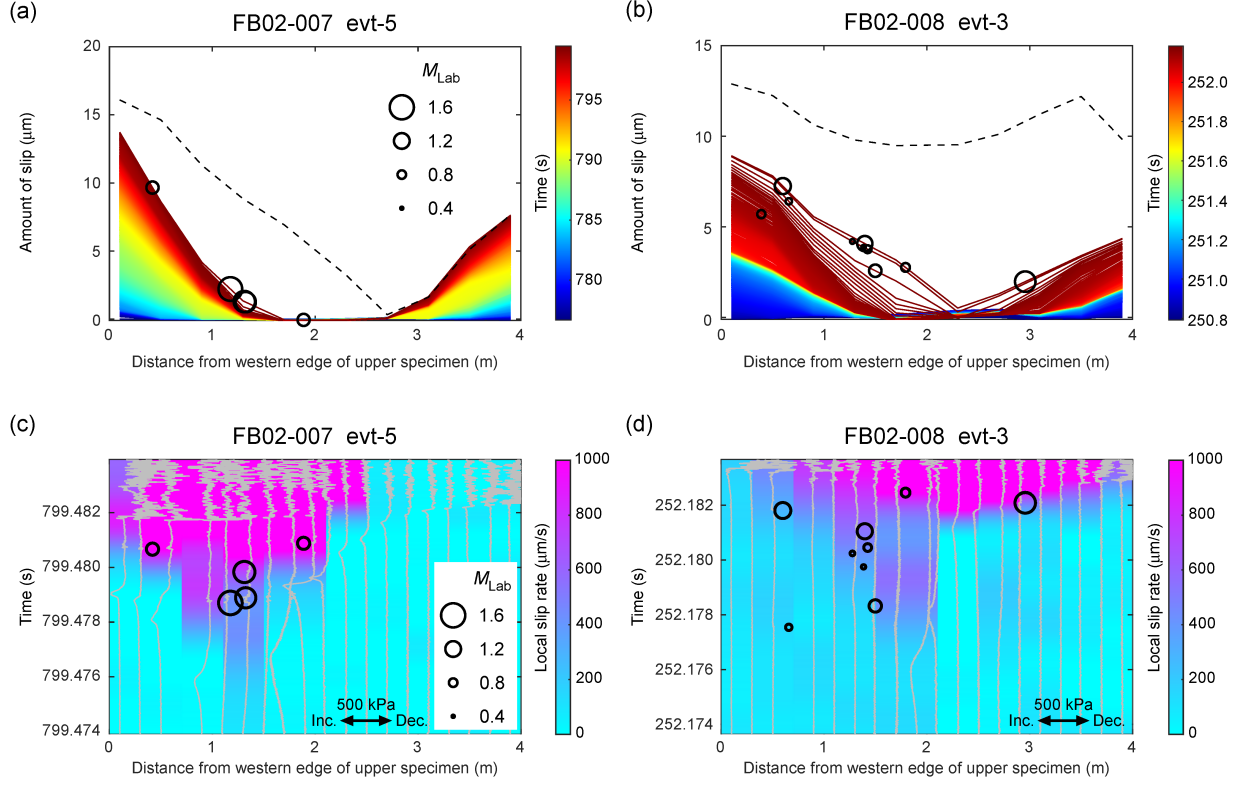 (a)
FB02-007 evt-5
20
15
10
5
0
Amount of slip (μm)
0
1
2
3
4
Distance from western edge of upper specimen (m)
M Lab
1.6
1.2
0.8
0.4
Time (s)
795
790
785
780
(b)
FB02-008 evt-3
15
10
5
0
Amount of slip (μm)
0
1
2
3
4
Distance from western edge of upper specimen (m)
Time (s)
252.0
251.8
251.6
251.4
251.2
251.0
250.8
(c)
FB02-007 evt-5
799.482
799.480
799.478
799.476
799.474
Time (s)
0
1
2
3
4
Distance from western edge of upper specimen (m)
M Lab
1.6
1.2
0.8
0.4
500 kPa
Inc.
Dec.
1000
800
600
400
200
0
Local slip rate (μm/s)
(d)
FB02-008 evt-3
252.182
252.180
252.178
252.176
252.174
Time (s)
0
1
2
3
4
Distance from western edge of upper specimen (m)
500 kPa
Inc.
Dec.
1000
800
600
400
200
0
Local slip rate (μm/s)